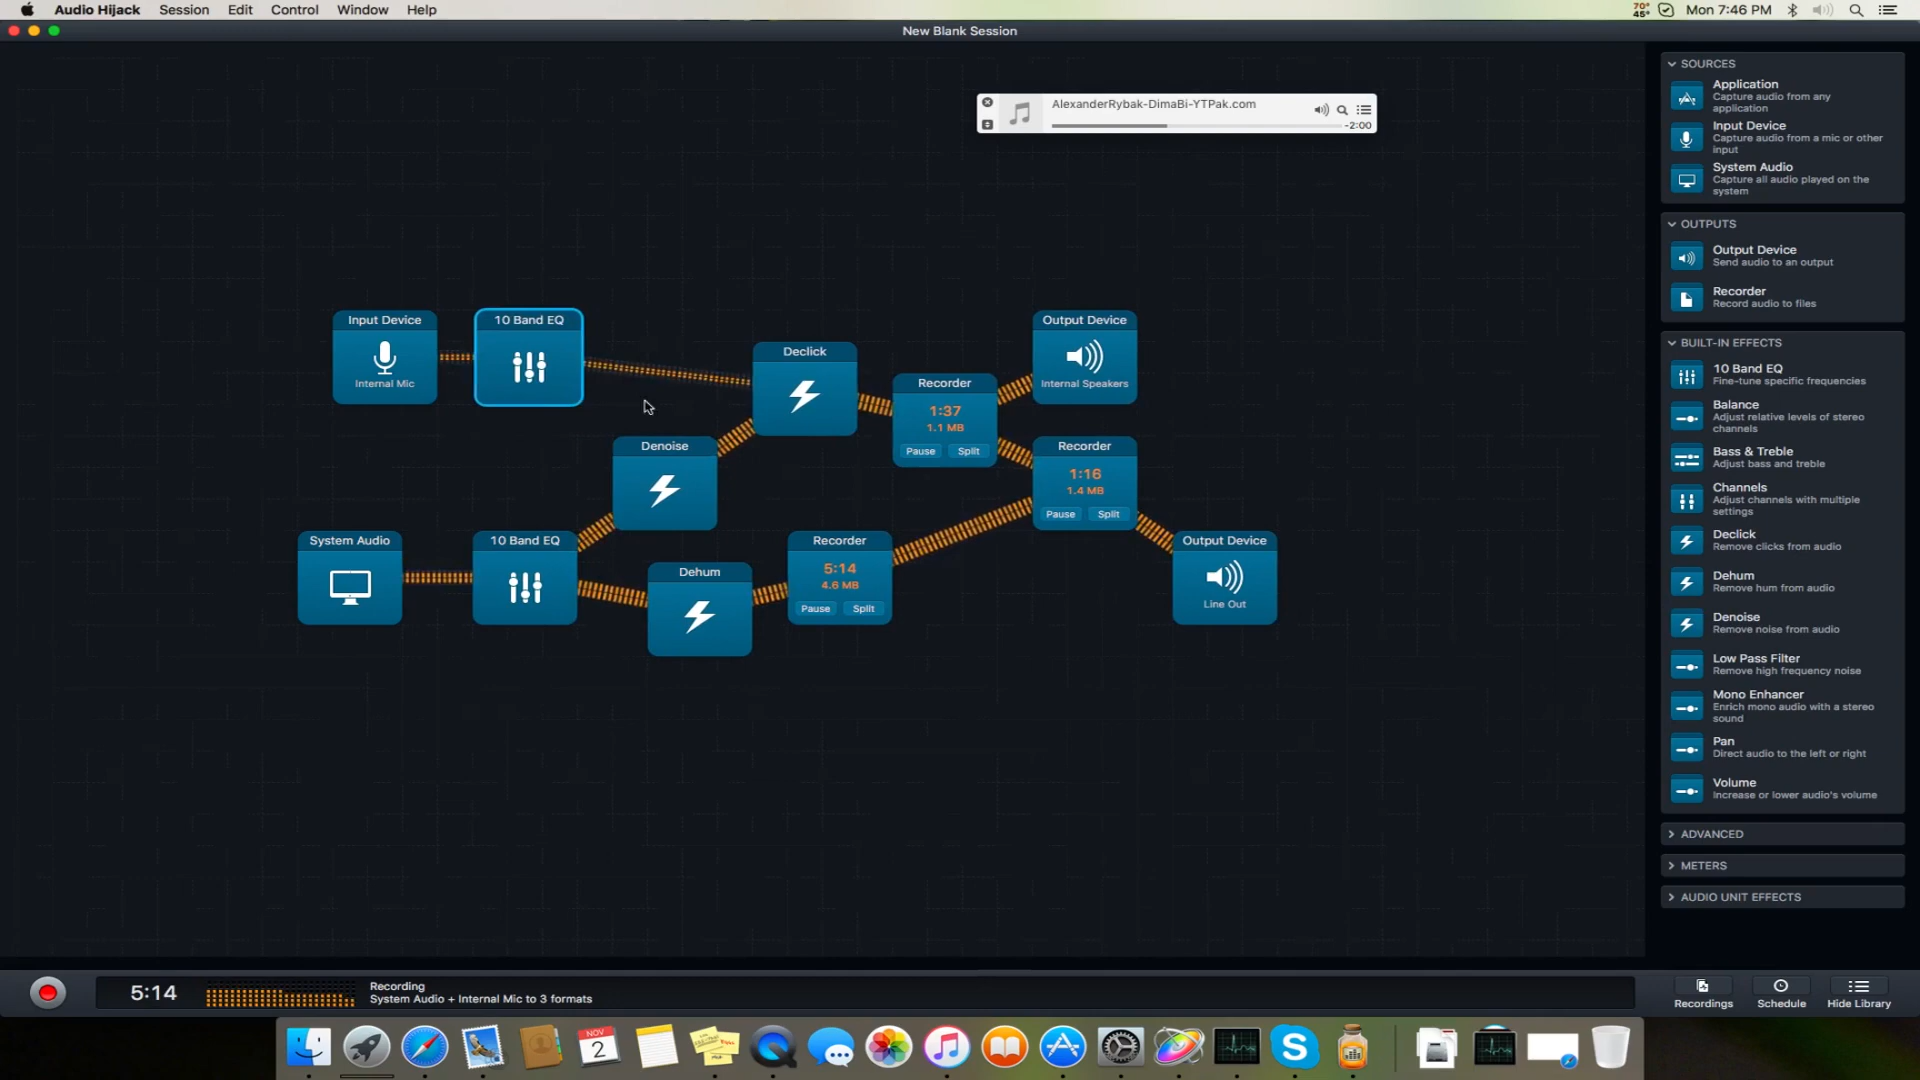 Audio Hijack Session Edit Control Window Help
70°
45°
Mon 7:46 PM
New Blank Session
AlexanderRybak-DimaBi-YTPak.com
-2:00
Input Device
Internal Mic
10 Band EQ
Declick
Recorder
1:37
1.1 MB
Pause Split
Output Device
Internal Speakers
Denoise
Recorder
1:16
1.4 MB
Pause Split
System Audio
10 Band EQ
Dehum
Recorder
5:14
4.6 MB
Pause Split
Output Device
Line Out
SOURCES
Application
Capture audio from any
application
Input Device
Capture audio from a mic or other
input
System Audio
Capture all audio played on the
system
OUTPUTS
Output Device
Send audio to an output
Recorder
Record audio to files
BUILT-IN EFFECTS
10 Band EQ
Fine-tune specific frequencies
Balance
Adjust relative levels of stereo
channels
Bass & Treble
Adjust bass and treble
Channels
Adjust channels with multiple
settings
Declick
Remove clicks from audio
Dehum
Remove hum from audio
Denoise
Remove noise from audio
Low Pass Filter
Remove high frequency noise
Mono Enhancer
Enrich mono audio with a stereo
sound
Pan
Direct audio to the left or right
Volume
Increase or lower audio's volume
ADVANCED
METERS
AUDIO UNIT EFFECTS
5:14
Recording
System Audio + Internal Mic to 3 formats
Recordings
Schedule
Hide Library
NOV
2